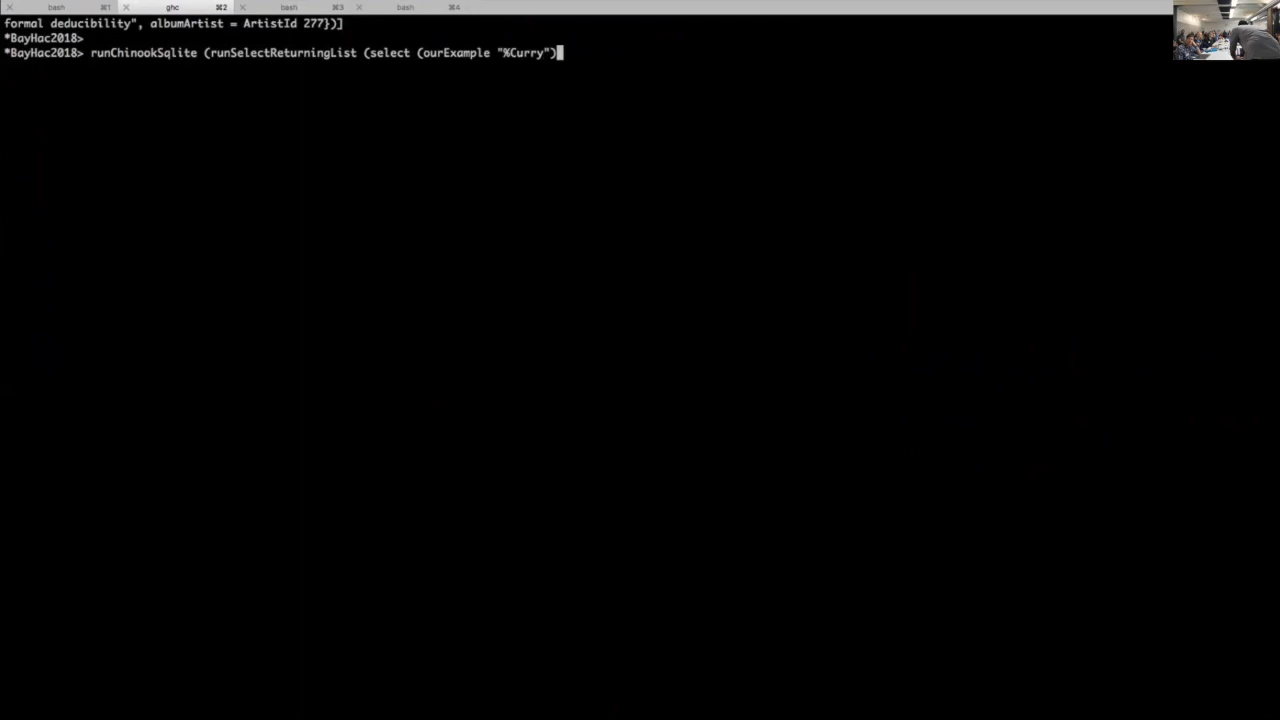 bash ⌘1 ghc ⌘2 bash ⌘3 bash ⌘4
formal deducibility", albumArtist = ArtistId 277})]
*BayHac2018>
*BayHac2018> runChinookSqlite (runSelectReturningList (select (ourExample "%Curry")